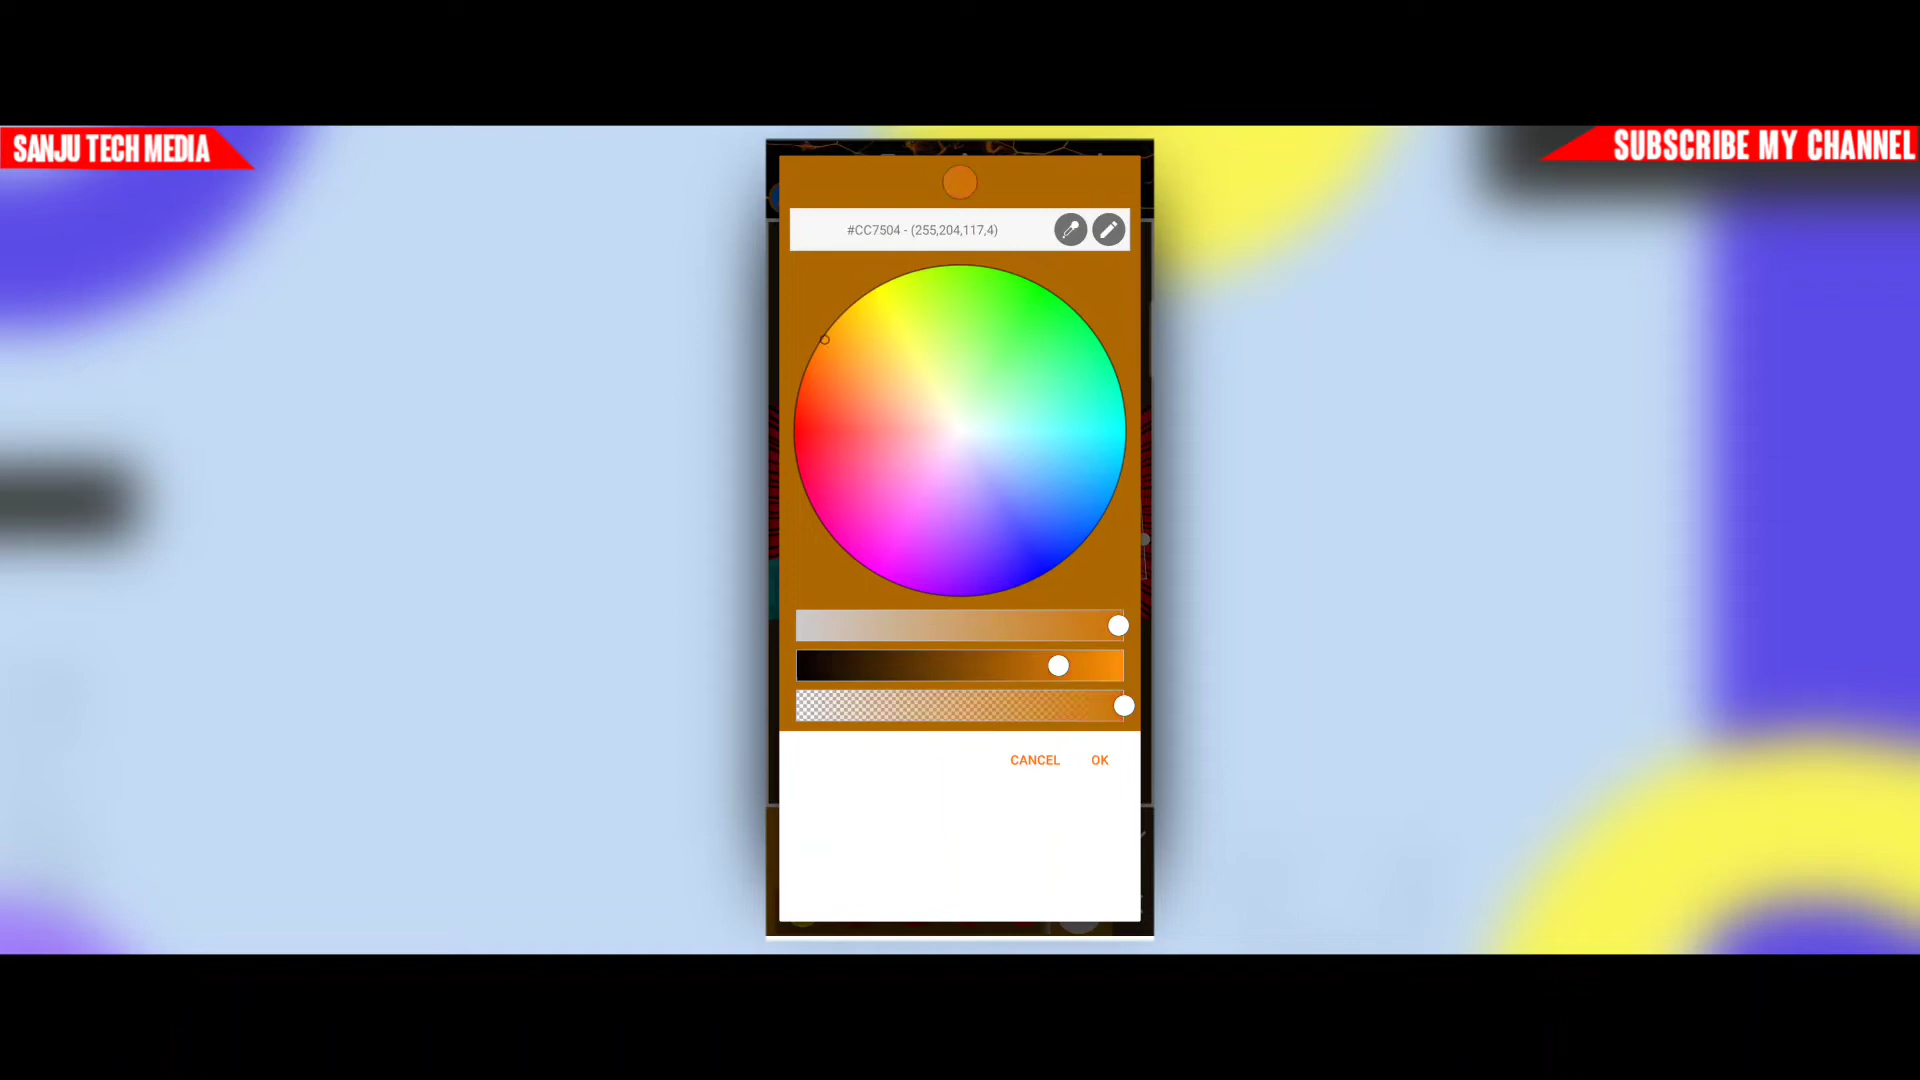 SANJU TECH MEDIA
SUBSCRIBE MY CHANNEL
#CC7504 - (255,204,117,4)
CANCEL OK